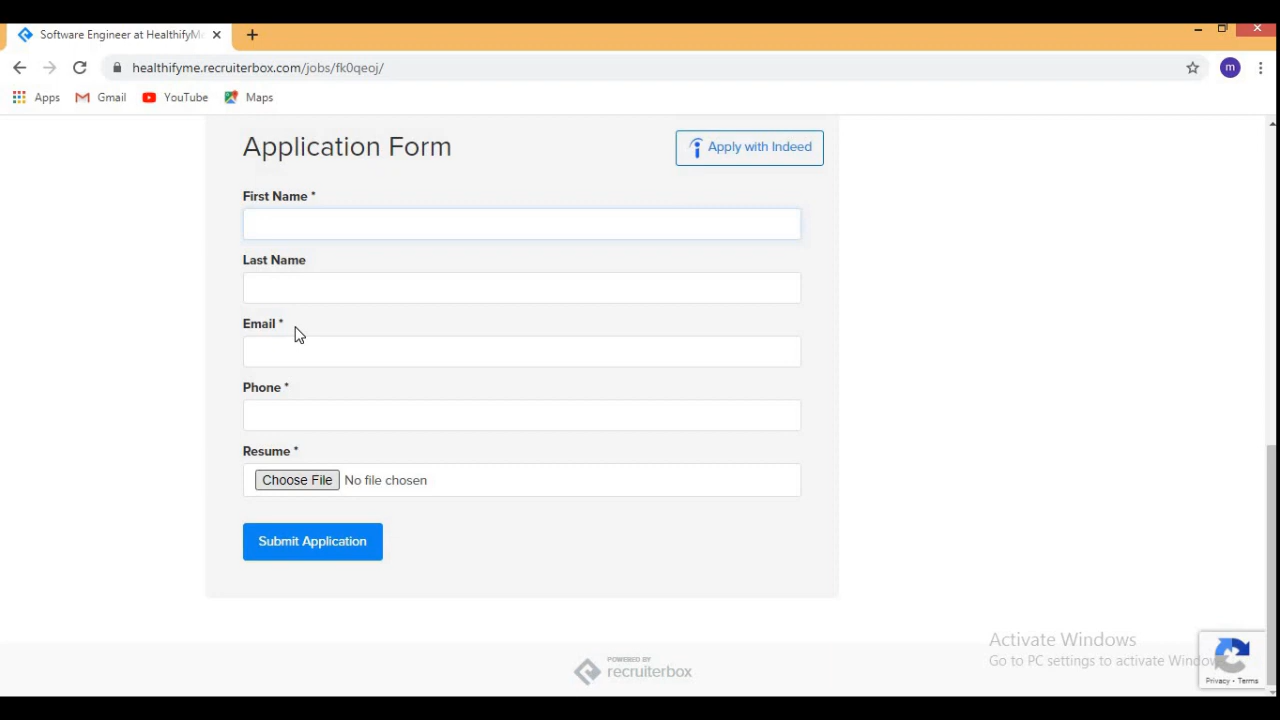 Software Engineer at HealthifyMe
healthifyme.recruiterbox.com/jobs/fk0qeoj/
m
Apps Gmail YouTube Maps
Application Form
Apply with Indeed
First Name *
Last Name
Email *
Phone *
Resume *
Choose File No file chosen
Submit Application
Activate Windows
Go to PC settings to activate Windows
POWERED BY
recruiterbox
Privacy - Terms